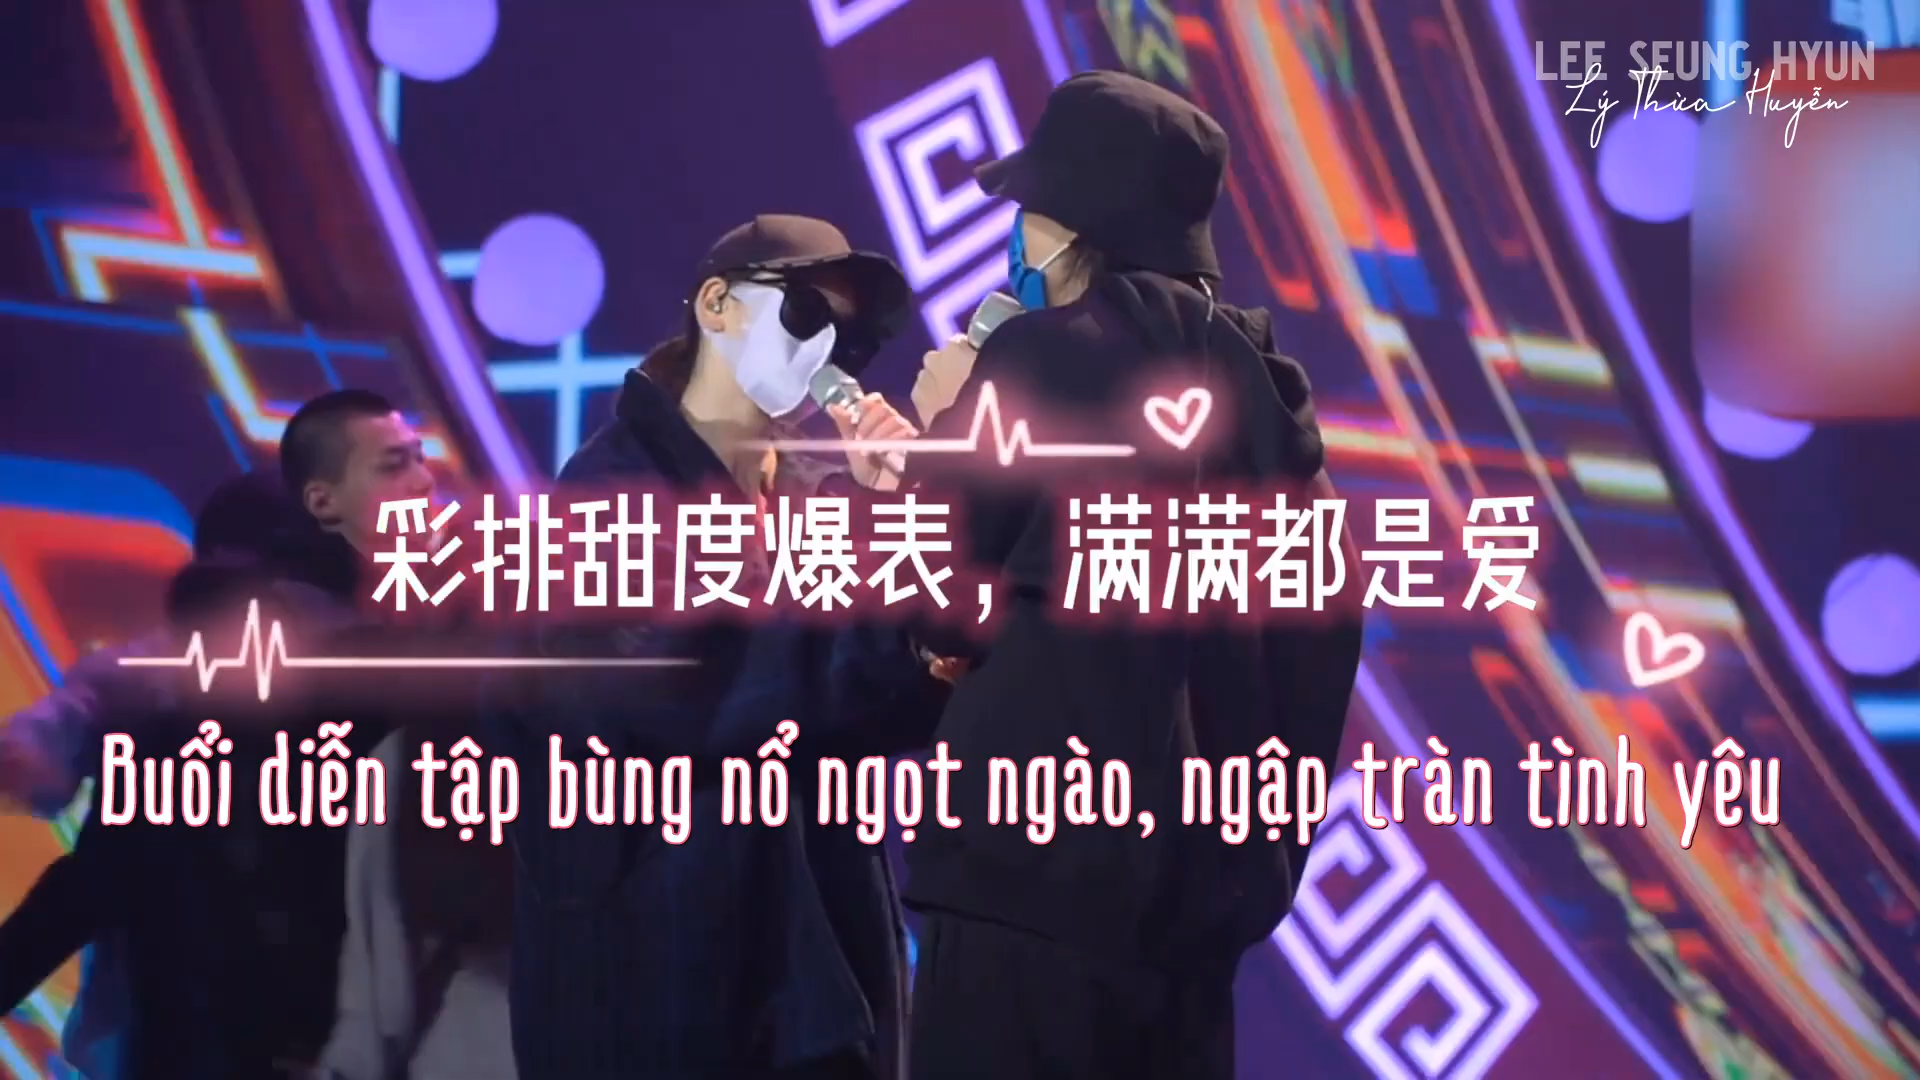 LEE SEUNG HYUN
Lý Thừa Huyễn
彩排甜度爆表，满满都是爱
Buổi diễn tập bùng nổ ngọt ngào, ngập tràn tình yêu